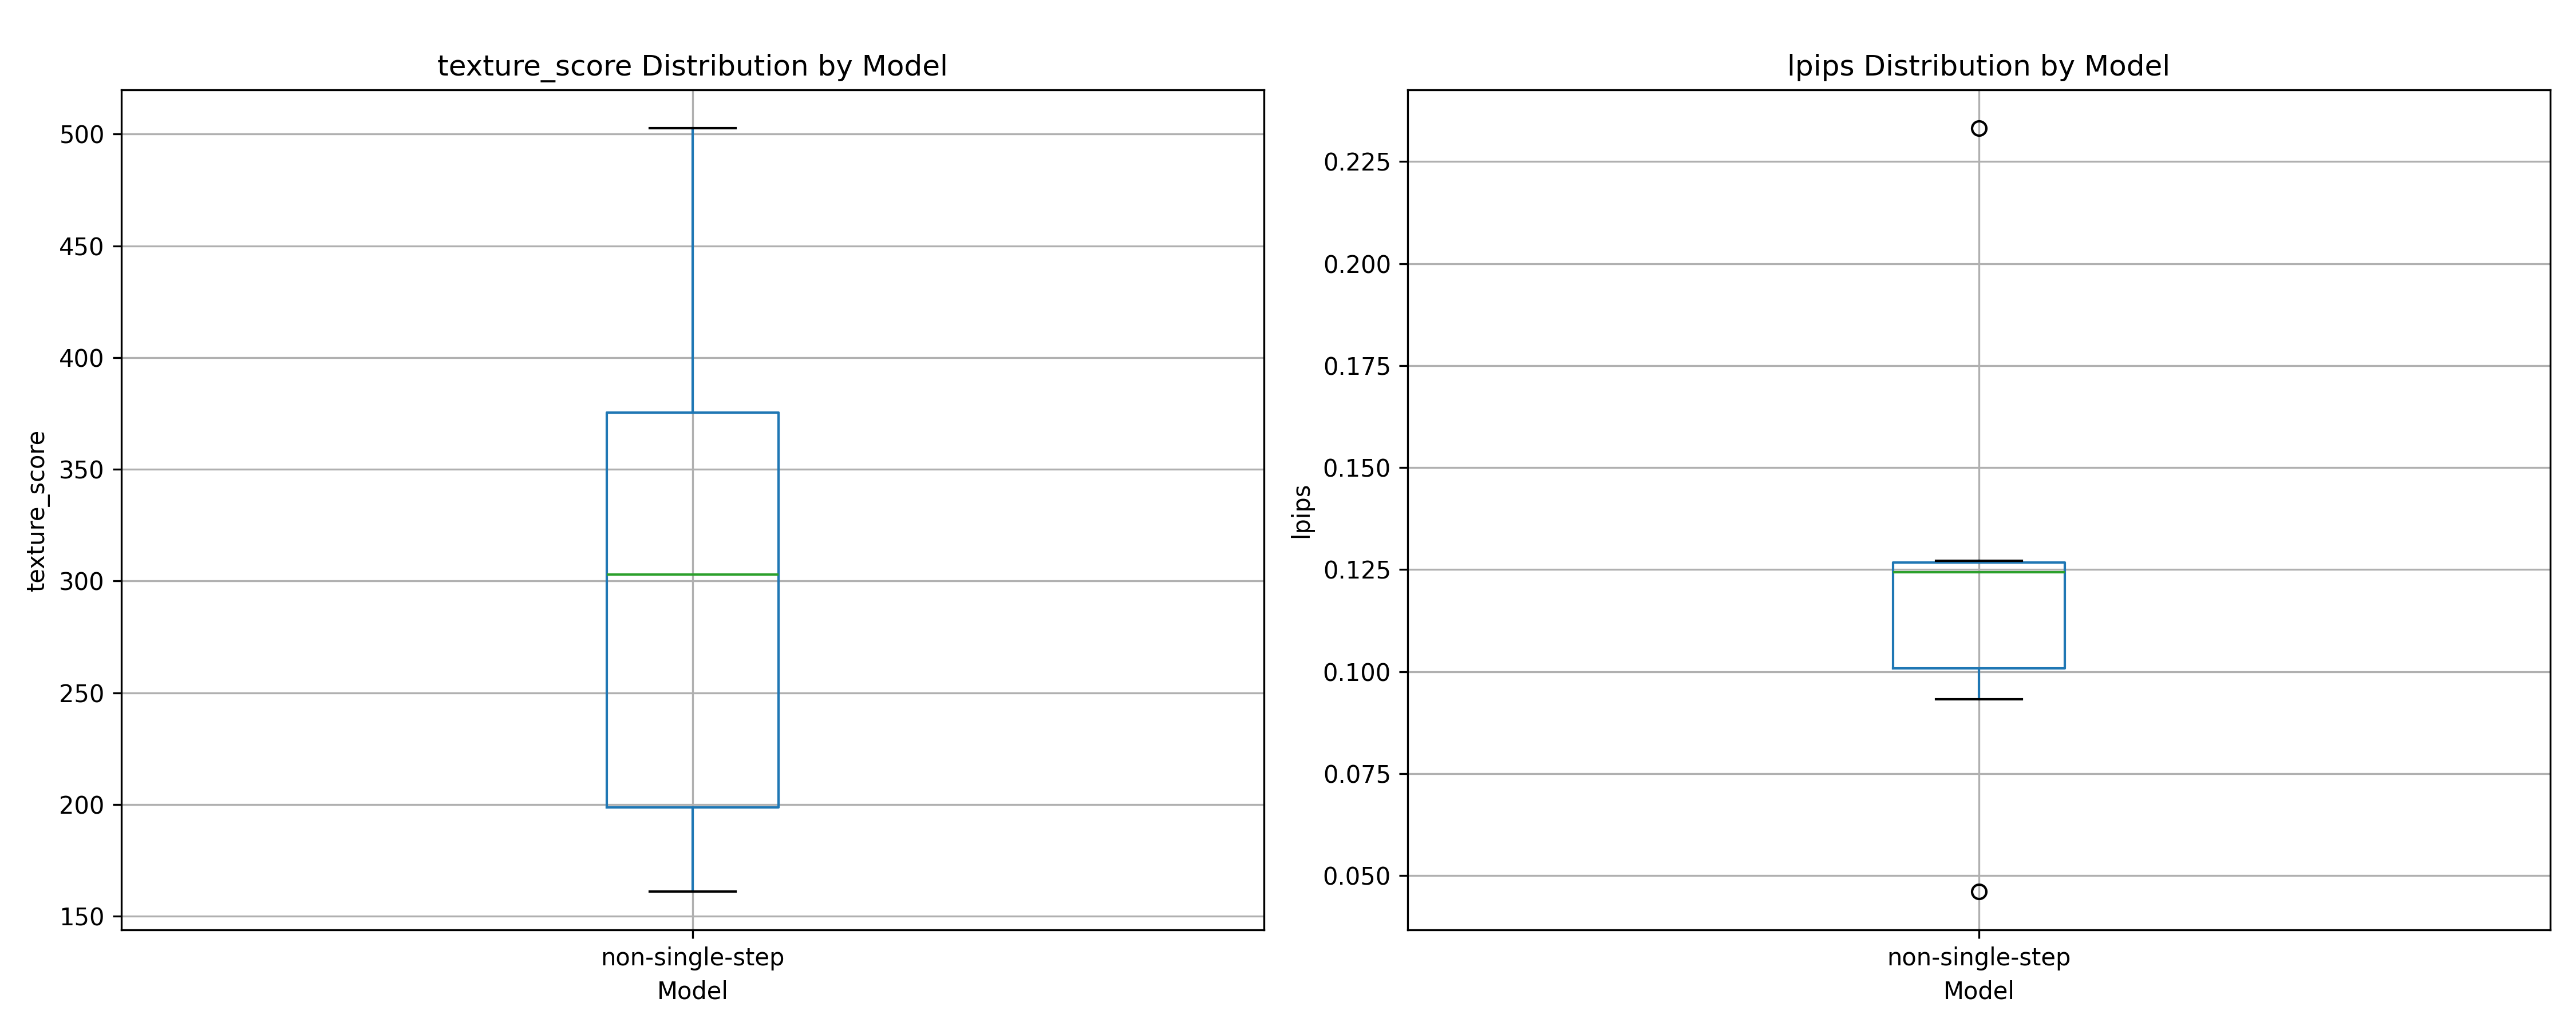 texture_score Distribution by Model
500
450
400
350
300
250
200
150
texture_score
non-single-step
Model
lpips Distribution by Model
0.225
0.200
0.175
0.150
0.125
0.100
0.075
0.050
lpips
non-single-step
Model